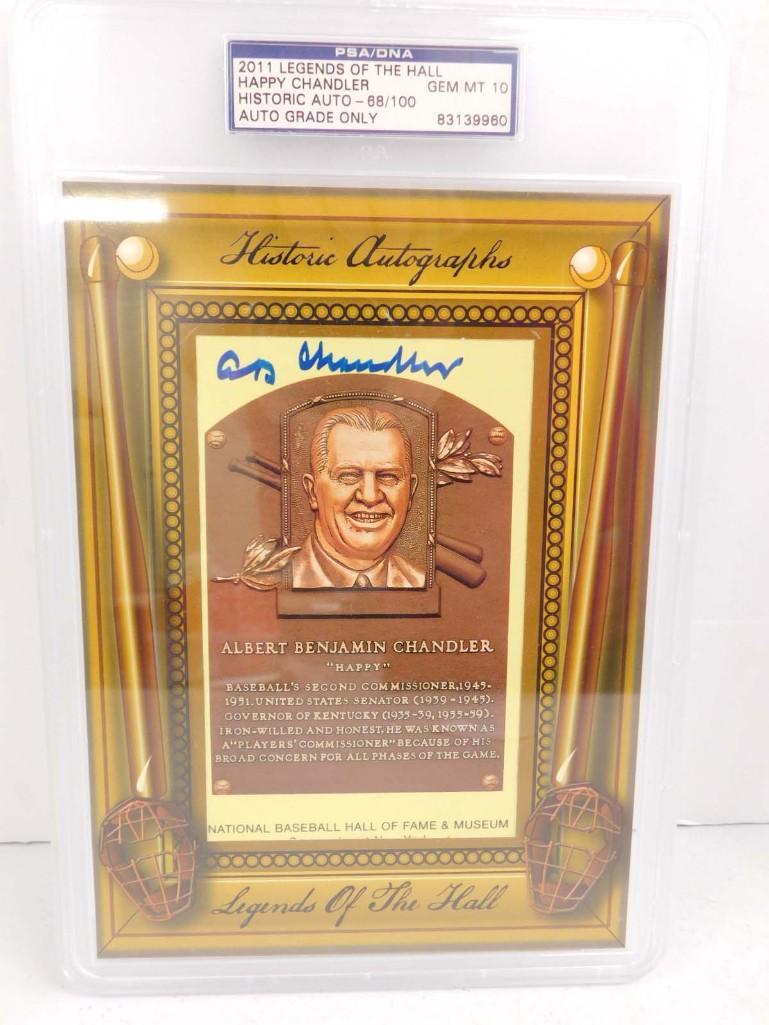 PSA/DNA
2011 LEGENDS OF THE HALL
HAPPY CHANDLER GEM MT 10
HISTORIC AUTO - 68/100
AUTO GRADE ONLY 83139960
Historic Autographs
AB Chandler
ALBERT BENJAMIN CHANDLER
"HAPPY"
BASEBALL'S SECOND COMMISSIONER, 1945-
1951. UNITED STATES SENATOR (1939-1945).
GOVERNOR OF KENTUCKY (1935-39, 1955-59).
IRON-WILLED AND HONEST, HE WAS KNOWN AS
A "PLAYERS' COMMISSIONER" BECAUSE OF HIS
BROAD CONCERN FOR ALL PHASES OF THE GAME.
NATIONAL BASEBALL HALL OF FAME & MUSEUM
Legends Of The Hall